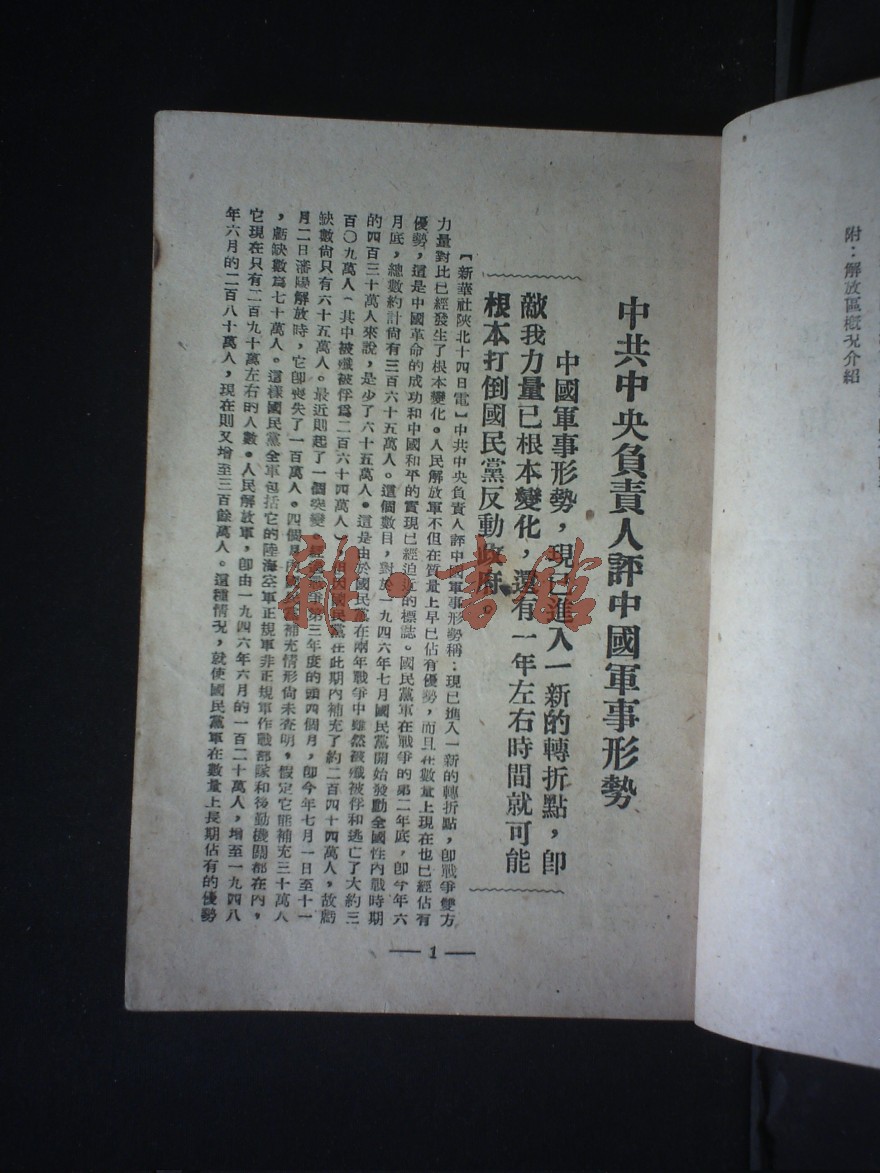 附：解放區概況介紹
中共中央負責人評中國軍事形勢
中國軍事形勢，現已進入一新的轉折點，卽
敵我力量已根本變化，還有一年左右時間就可能
根本打倒國民黨反動政府。
【新華社陝北十四日電】中共中央負責人評中國軍事形勢稱：現已進入一新的轉折點，卽戰爭雙方
力量對比已經發生了根本變化。人民解放軍不但在質量上早已佔有優勢，而且在數量上現在也已經佔有
優勢，這是中國革命的成功和中國和平的實現已經迫近的標誌。國民黨軍在戰爭的第二年底，卽今年六
月底，總數約計尙有三百六十五萬人。這個數目，對於一九四六年七月國民黨開始發動全國性內戰時期
的四百三十萬人來說，是少了六十五萬人。這是由於國民黨在兩年戰爭中雖然被殲被俘和逃亡了大約三
百〇九萬人（其中被殲被俘爲二百六十四萬人），但因國民黨在此期內補充了約二百四十四萬人，故虧
缺數尙只有六十五萬人。最近則起了一個突變，經過戰爭第三年度的頭四個月，卽今年七月一日至十一
月二日瀋陽解放時，它卽喪失了一百萬人。四個月內國民黨補充情形尙未查明，假定它能補充三十萬人
，虧缺數爲七十萬人。這樣國民黨全軍包括它的陸海空軍正規軍非正規軍作戰部隊和後勤機關都在內，
它現在只有二百九十萬左右的人數。人民解放軍，卽由一九四六年六月的一百二十萬人，增至一九四八
年六月的二百八十萬人，現在則又增至三百餘萬人。這種情況，就使國民黨軍在數量上長期佔有的優勢
— 1 —
雜·書館